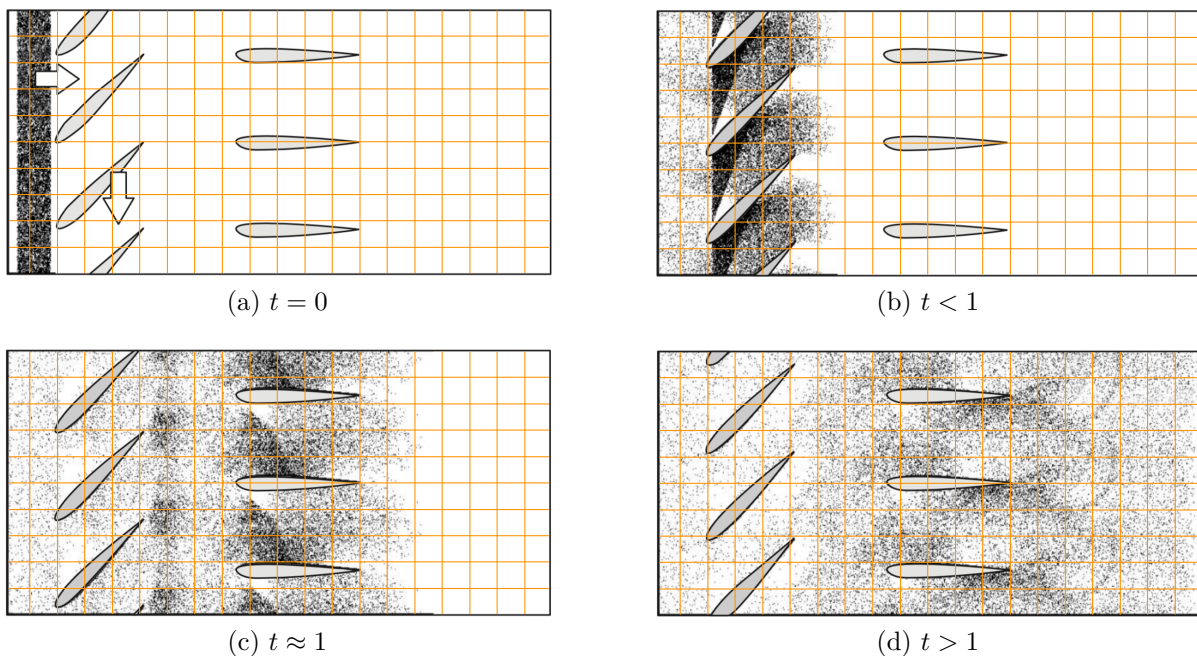 (a) t = 0
(b) t < 1
(c) t ≈ 1
(d) t > 1